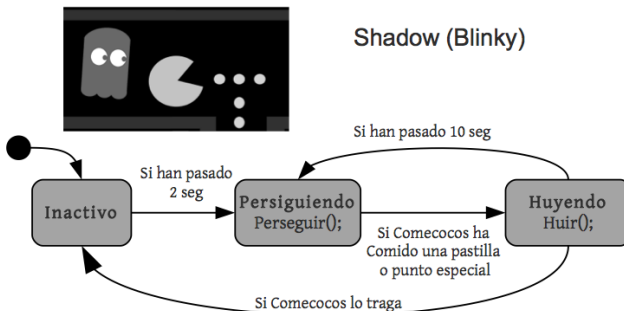 Shadow (Blinky)
Si han pasado 10 seg
Si han pasado
2 seg
Inactivo
Persiguiendo
Perseguir();
Huyendo
Huir();
Si Comecocos ha
Comido una pastilla
o punto especial
Si Comecocos lo traga